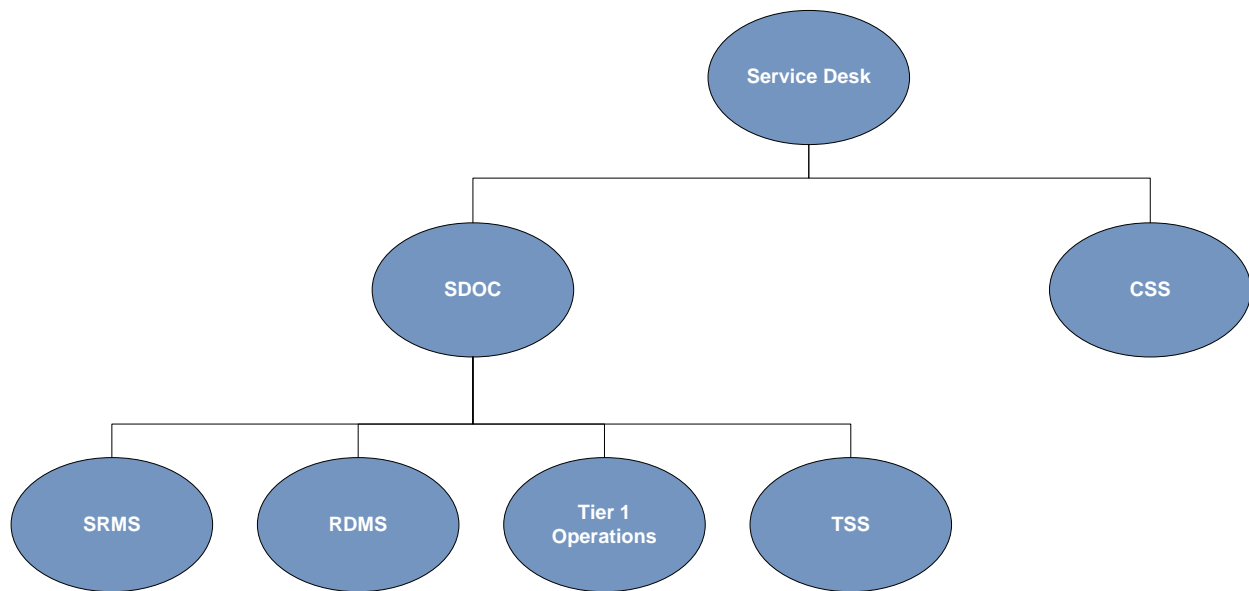 Service Desk
SDOC
CSS
SRMS
RDMS
Tier 1
Operations
TSS